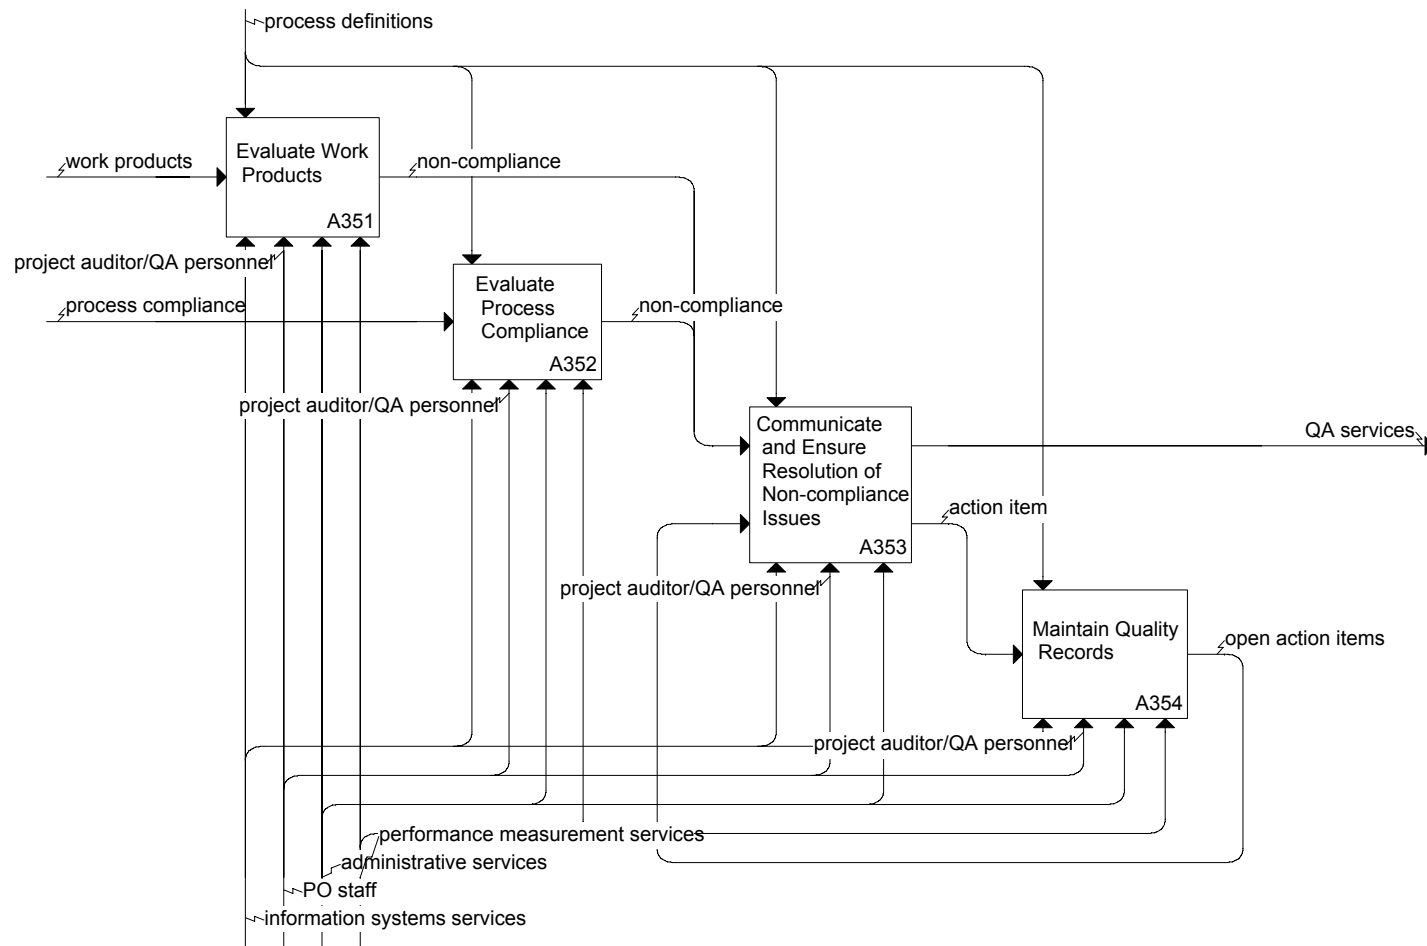 process definitions
Evaluate Work
Products
A351
work products
non-compliance
project auditor/QA personnel
process compliance
Evaluate
Process
Compliance
A352
non-compliance
project auditor/QA personnel
Communicate
and Ensure
Resolution of
Non-compliance
Issues
A353
QA services
action item
project auditor/QA personnel
Maintain Quality
Records
A354
open action items
project auditor/QA personnel
performance measurement services
administrative services
PO staff
information systems services